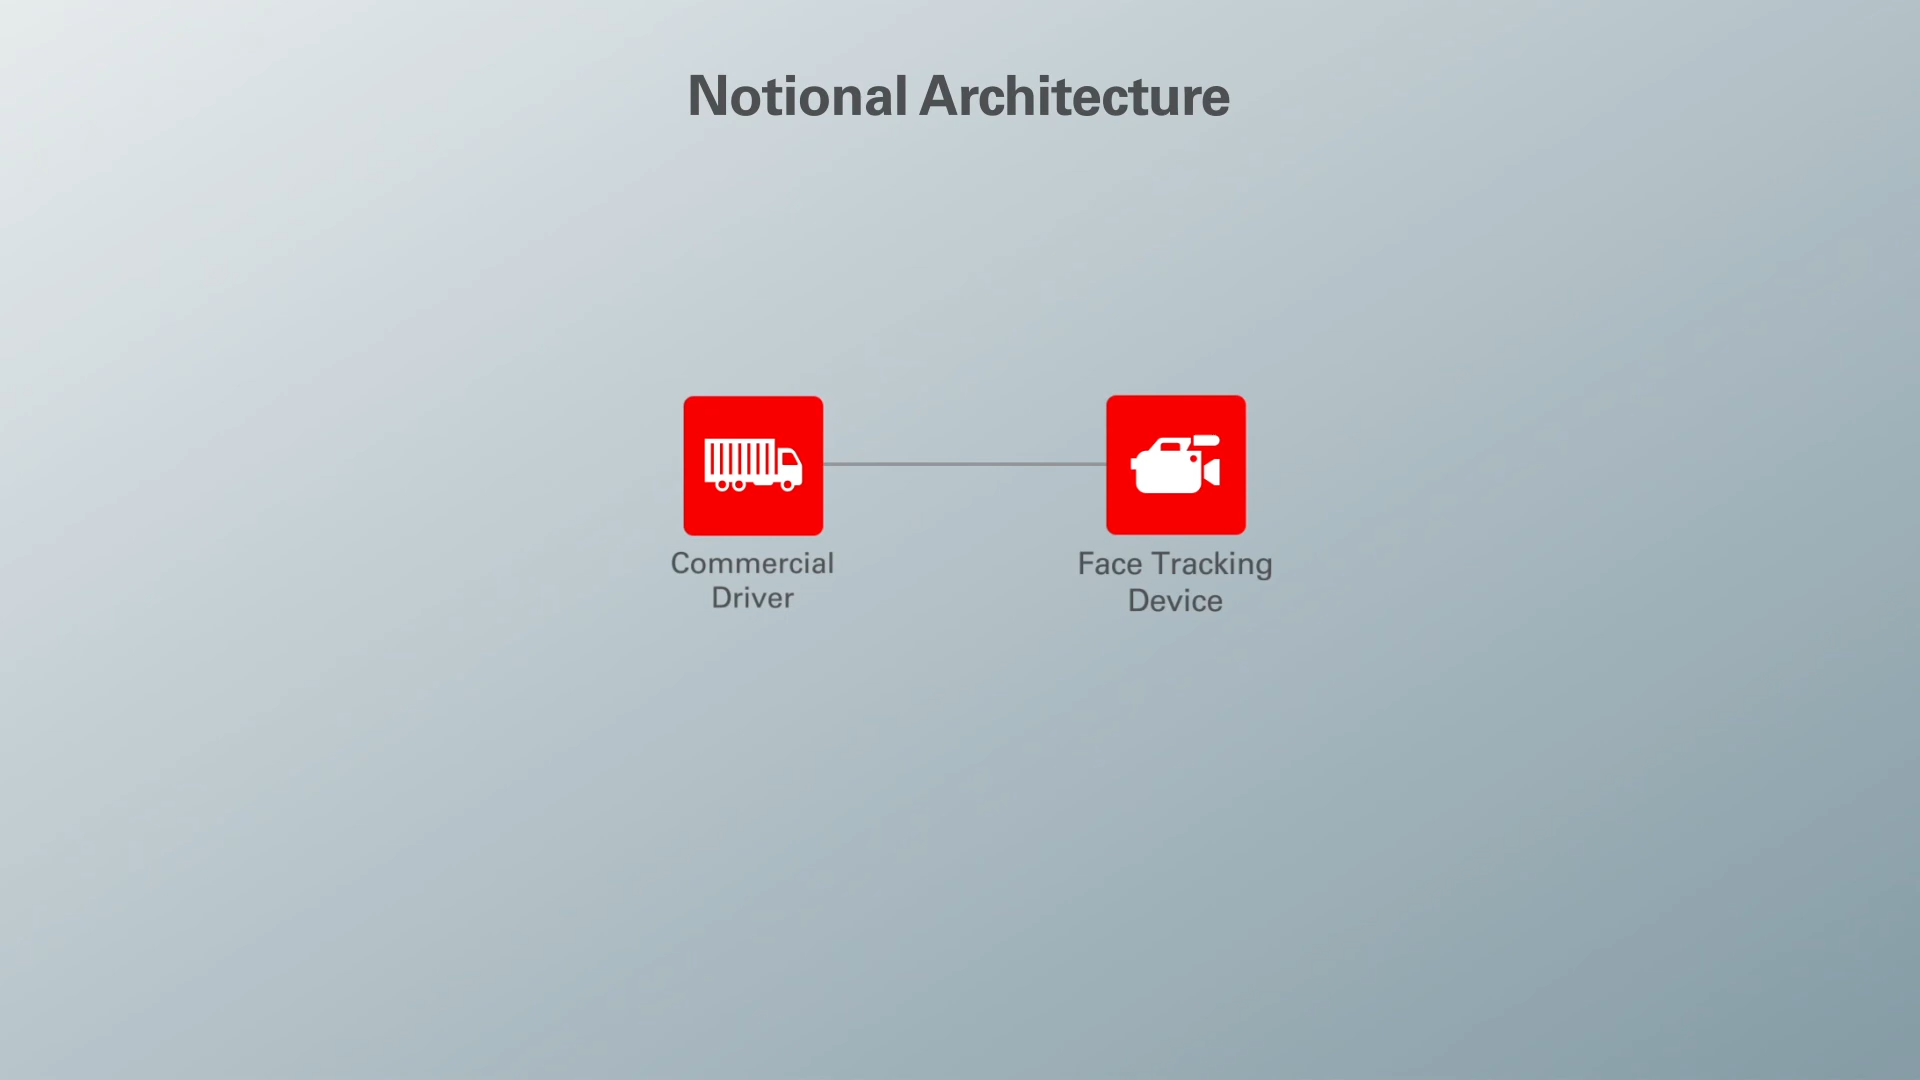 Notional Architecture
Commercial
Driver
Face Tracking
Device